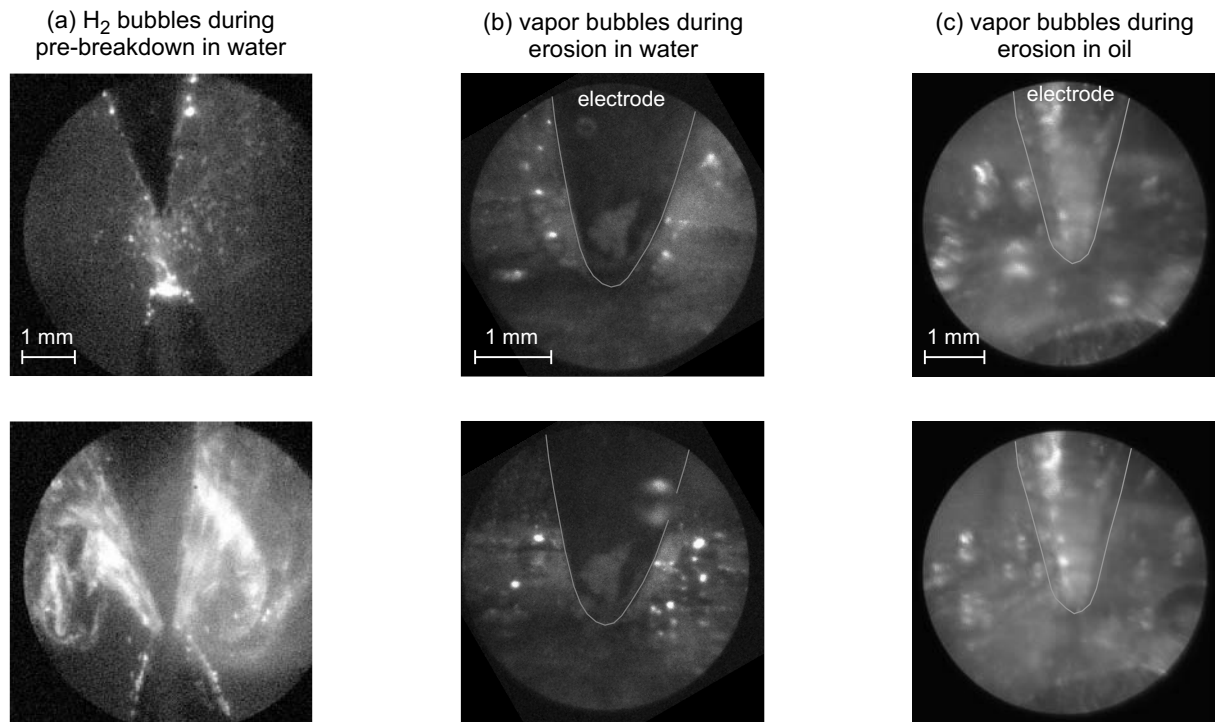 (a) H₂ bubbles during
pre-breakdown in water
(b) vapor bubbles during
erosion in water
(c) vapor bubbles during
erosion in oil
electrode
electrode
1 mm
1 mm
1 mm